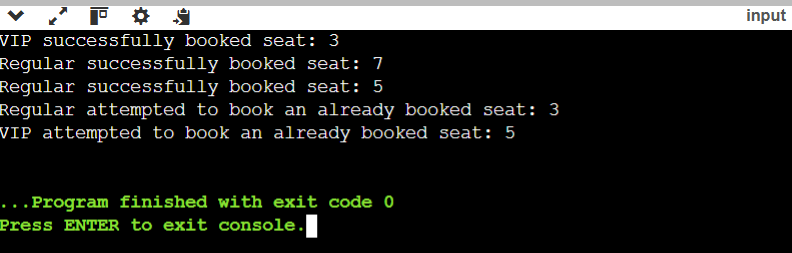 input
VIP successfully booked seat: 3
Regular successfully booked seat: 7
Regular successfully booked seat: 5
Regular attempted to book an already booked seat: 3
VIP attempted to book an already booked seat: 5
...Program finished with exit code 0
Press ENTER to exit console.